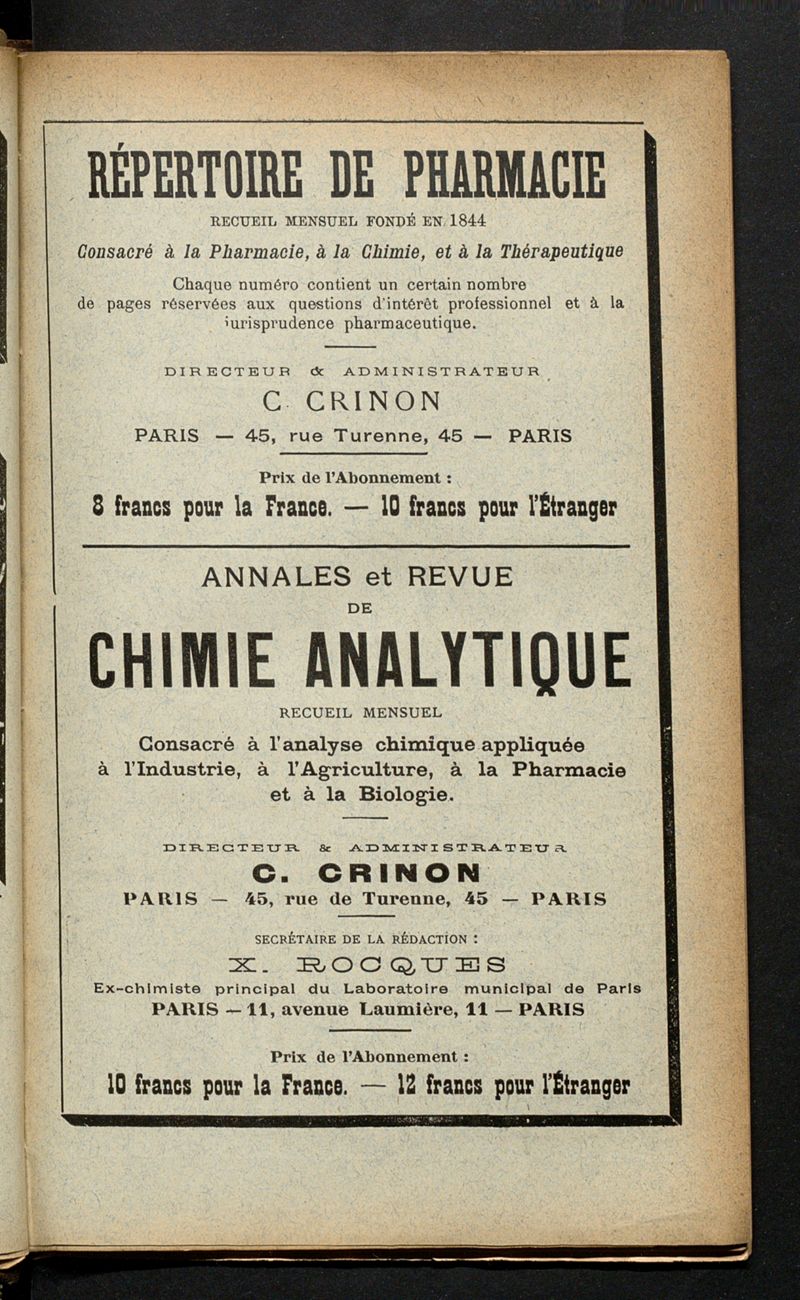 RÉPERTOIRE DE PHARMACIE
RECUEIL MENSUEL FONDÉ EN 1844
Consacré à la Pharmacie, à la Chimie, et à la Thérapeutique
Chaque numéro contient un certain nombre
de pages réservées aux questions d'intérêt professionnel et à la
jurisprudence pharmaceutique.
DIRECTEUR & ADMINISTRATEUR
C. CRINON
PARIS — 45, rue Turenne, 45 — PARIS
Prix de l'Abonnement :
8 francs pour la France. — 10 francs pour l'Étranger
ANNALES et REVUE
DE
CHIMIE ANALYTIQUE
RECUEIL MENSUEL
Consacré à l'analyse chimique appliquée
à l'Industrie, à l'Agriculture, à la Pharmacie
et à la Biologie.
DIRECTEUR & ADMINISTRATEUR
C. CRINON
PARIS — 45, rue de Turenne, 45 — PARIS
SECRÉTAIRE DE LA RÉDACTION :
X. ROCQUES
Ex-chimiste principal du Laboratoire municipal de Paris
PARIS — 11, avenue Laumière, 11 — PARIS
Prix de l'Abonnement :
10 francs pour la France. — 12 francs pour l'Étranger